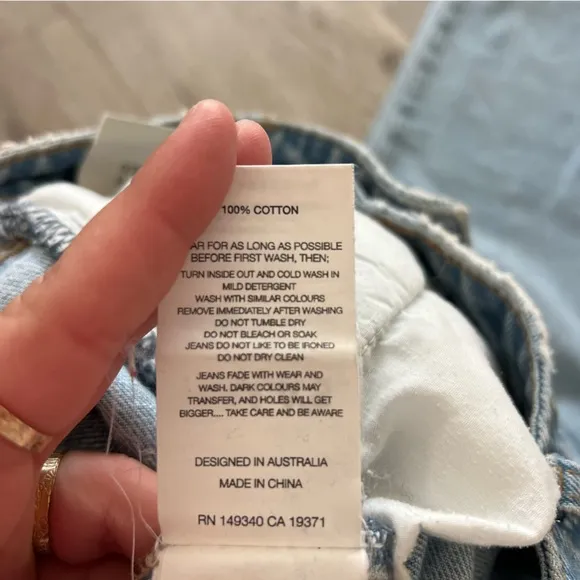 100% COTTON
FOR AS LONG AS POSSIBLE
BEFORE FIRST WASH, THEN;
TURN INSIDE OUT AND COLD WASH IN
MILD DETERGENT
WASH WITH SIMILAR COLOURS
REMOVE IMMEDIATELY AFTER WASHING
DO NOT TUMBLE DRY
DO NOT BLEACH OR SOAK
JEANS DO NOT LIKE TO BE IRONED
DO NOT DRY CLEAN
JEANS FADE WITH WEAR AND
WASH. DARK COLOURS MAY
TRANSFER, AND HOLES WILL GET
BIGGER.... TAKE CARE AND BE AWARE
DESIGNED IN AUSTRALIA
MADE IN CHINA
RN 149340 CA 19371